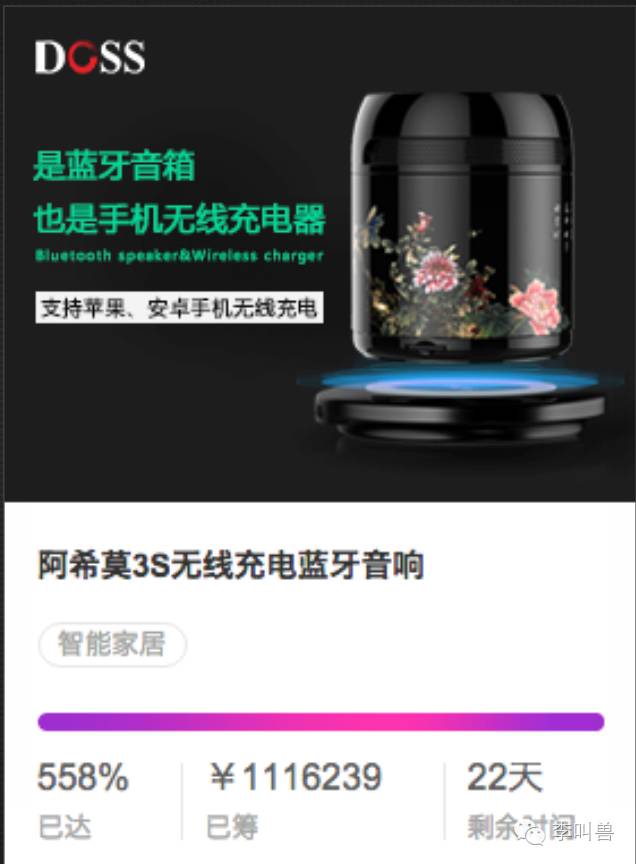 DOSS
是蓝牙音箱
也是手机无线充电器
Bluetooth speaker&Wireless charger
支持苹果、安卓手机无线充电
阿希莫3S无线充电蓝牙音响
智能家居
558% ￥1116239 22天
已达 已筹 剩余时间
李叫兽